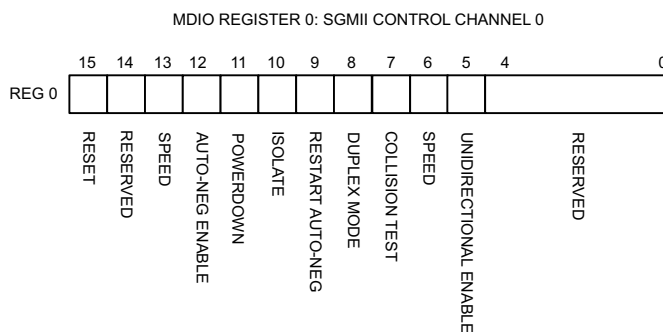 MDIO REGISTER 0: SGMII CONTROL CHANNEL 0
15 14 13 12 11 10 9 8 7 6 5 4 0
REG 0
RESET
RESERVED
SPEED
AUTO-NEG ENABLE
POWERDOWN
ISOLATE
RESTART AUTO-NEG
DUPLEX MODE
COLLISION TEST
SPEED
UNIDIRECTIONAL ENABLE
RESERVED